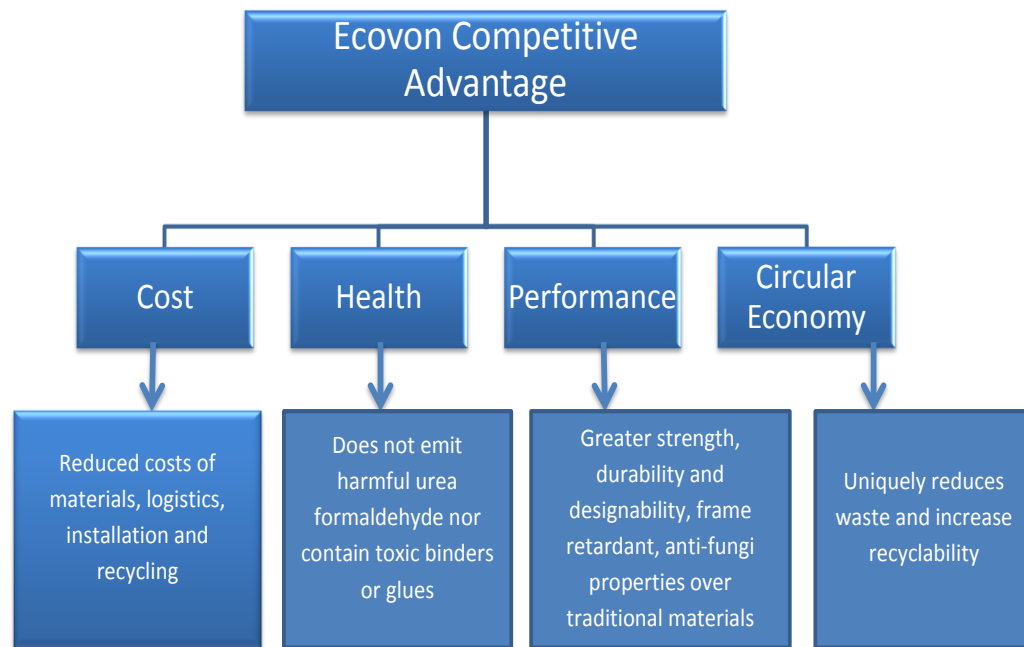 Ecovon Competitive
Advantage
Cost
Health
Performance
Circular
Economy
Reduced costs of
materials, logistics,
installation and
recycling
Does not emit
harmful urea
formaldehyde nor
contain toxic binders
or glues
Greater strength,
durability and
designability, frame
retardant, anti-fungi
properties over
traditional materials
Uniquely reduces
waste and increase
recyclability